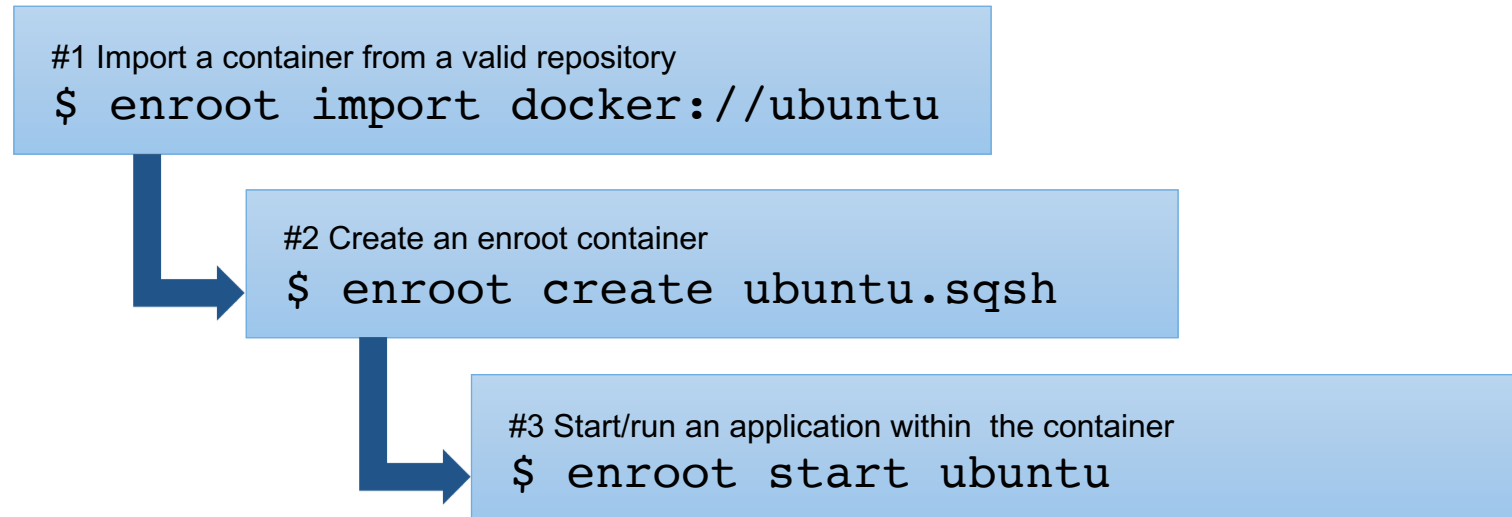 #1 Import a container from a valid repository
$ enroot import docker://ubuntu
#2 Create an enroot container
$ enroot create ubuntu.sqsh
#3 Start/run an application within  the container
$ enroot start ubuntu